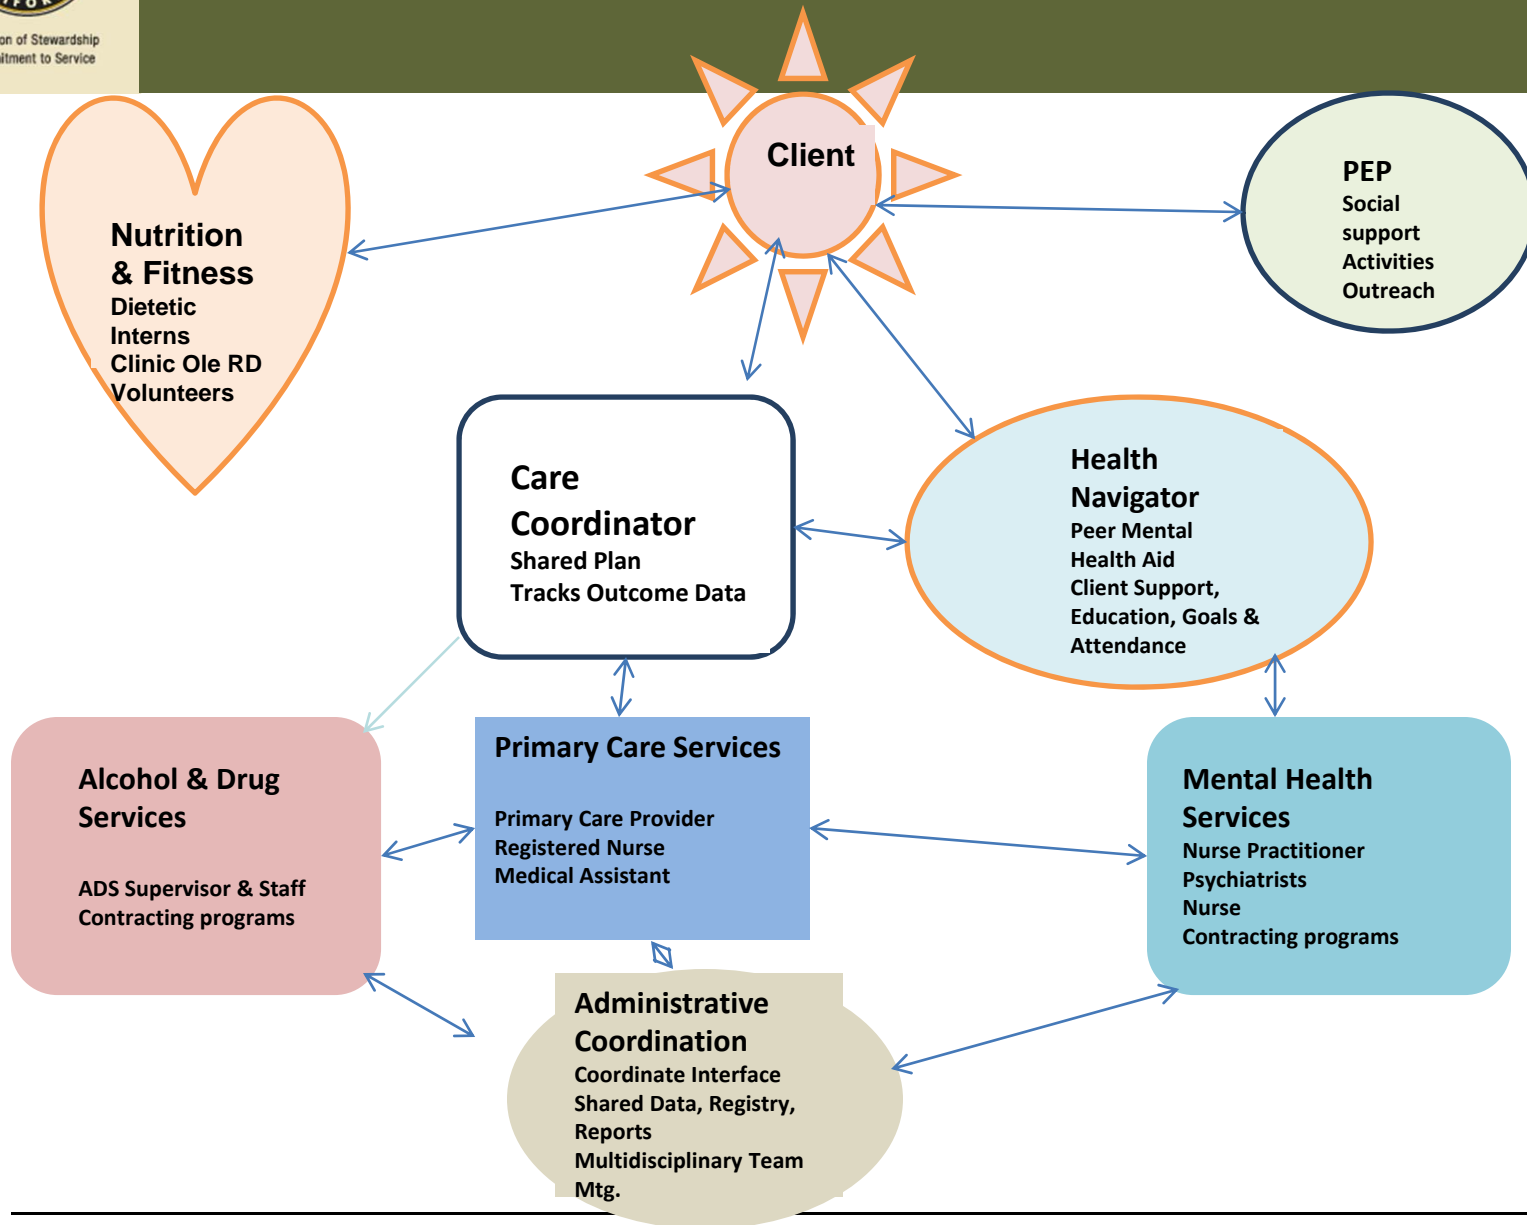 of Stewardship
to Service
Client
PEP
Social
support
Activities
Outreach
Nutrition
& Fitness
Dietetic
Interns
Clinic Ole RD
Volunteers
Care
Coordinator
Shared Plan
Tracks Outcome Data
Health
Navigator
Peer Mental
Health Aid
Client Support,
Education, Goals &
Attendance
Alcohol & Drug
Services
ADS Supervisor & Staff
Contracting programs
Primary Care Services
Primary Care Provider
Registered Nurse
Medical Assistant
Mental Health
Services
Nurse Practitioner
Psychiatrists
Nurse
Contracting programs
Administrative
Coordination
Coordinate Interface
Shared Data, Registry,
Reports
Multidisciplinary Team
Mtg.